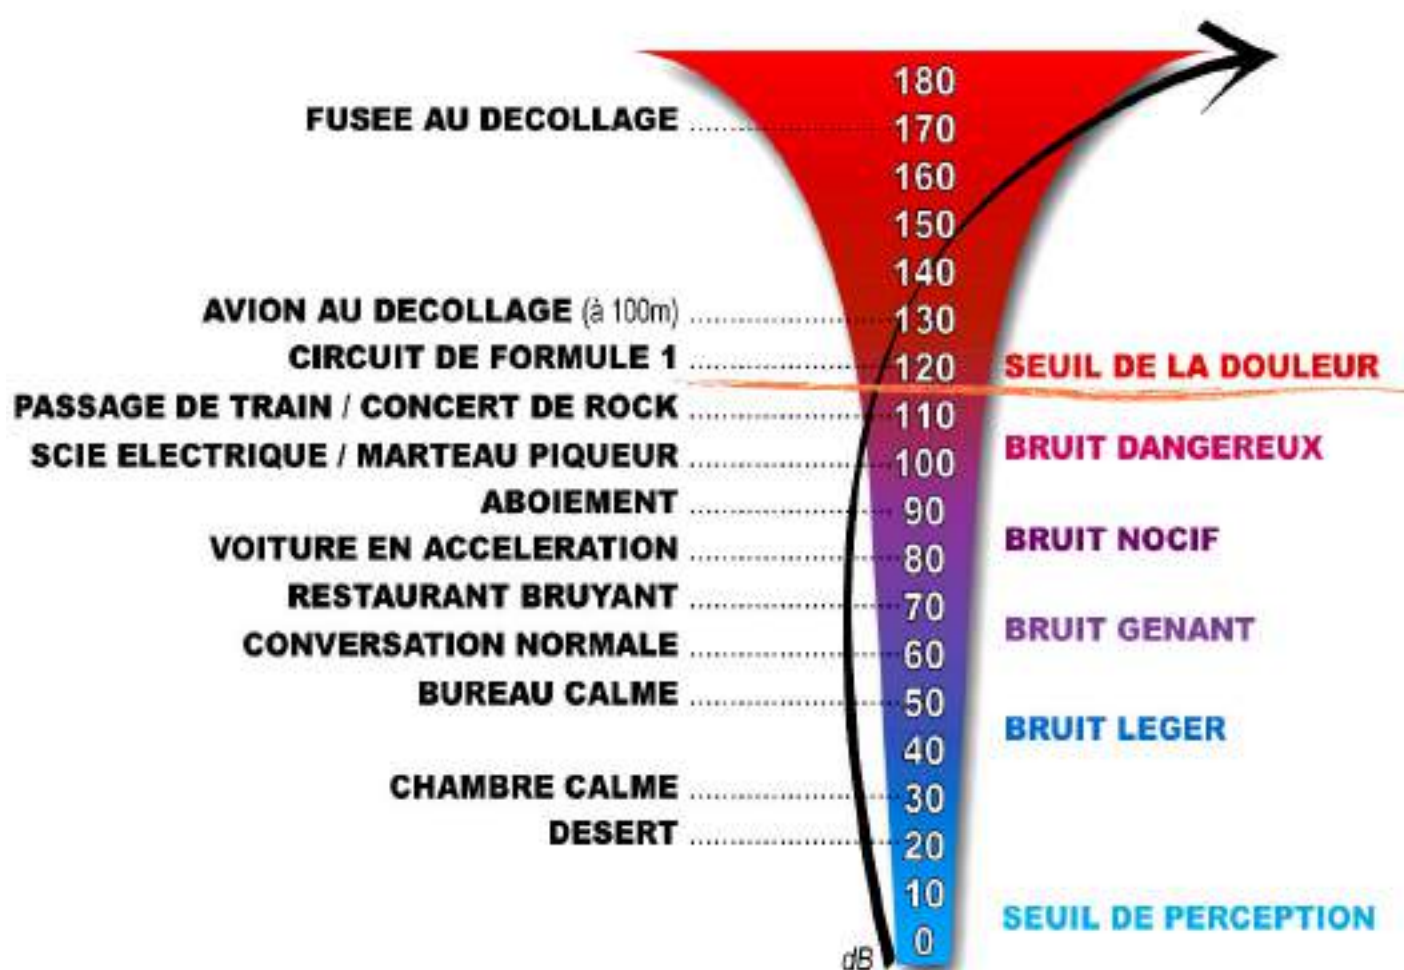 180
FUSEE AU DECOLLAGE 170
160
150
140
AVION AU DECOLLAGE (à 100m) 130
CIRCUIT DE FORMULE 1 120 SEUIL DE LA DOULEUR
PASSAGE DE TRAIN / CONCERT DE ROCK 110
SCIE ELECTRIQUE / MARTEAU PIQUEUR 100 BRUIT DANGEREUX
ABOIEMENT 90
VOITURE EN ACCELERATION 80 BRUIT NOCIF
RESTAURANT BRUYANT 70
CONVERSATION NORMALE 60 BRUIT GENANT
BUREAU CALME 50
40 BRUIT LEGER
CHAMBRE CALME 30
DESERT 20
10
SEUIL DE PERCEPTION
dB 0